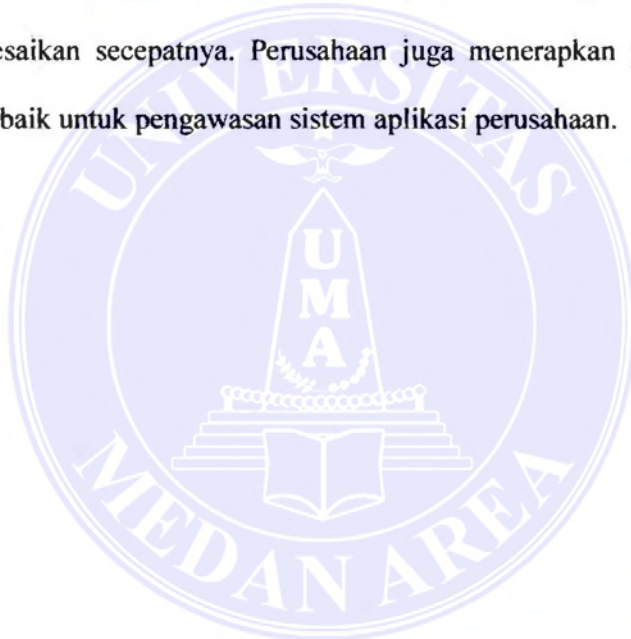 esaikan secepatnya. Perusahaan juga menerapkan
baik untuk pengawasan sistem aplikasi perusahaan.
UNIVERSITAS
UMA
MEDAN AREA